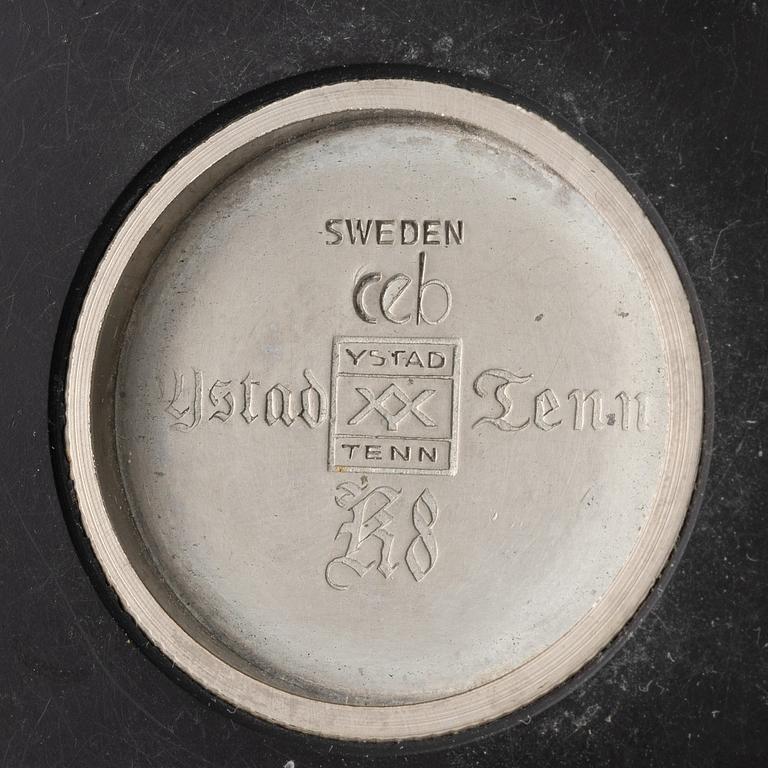 SWEDEN
ceb
YSTAD
Ystad Tenn
TENN
K8